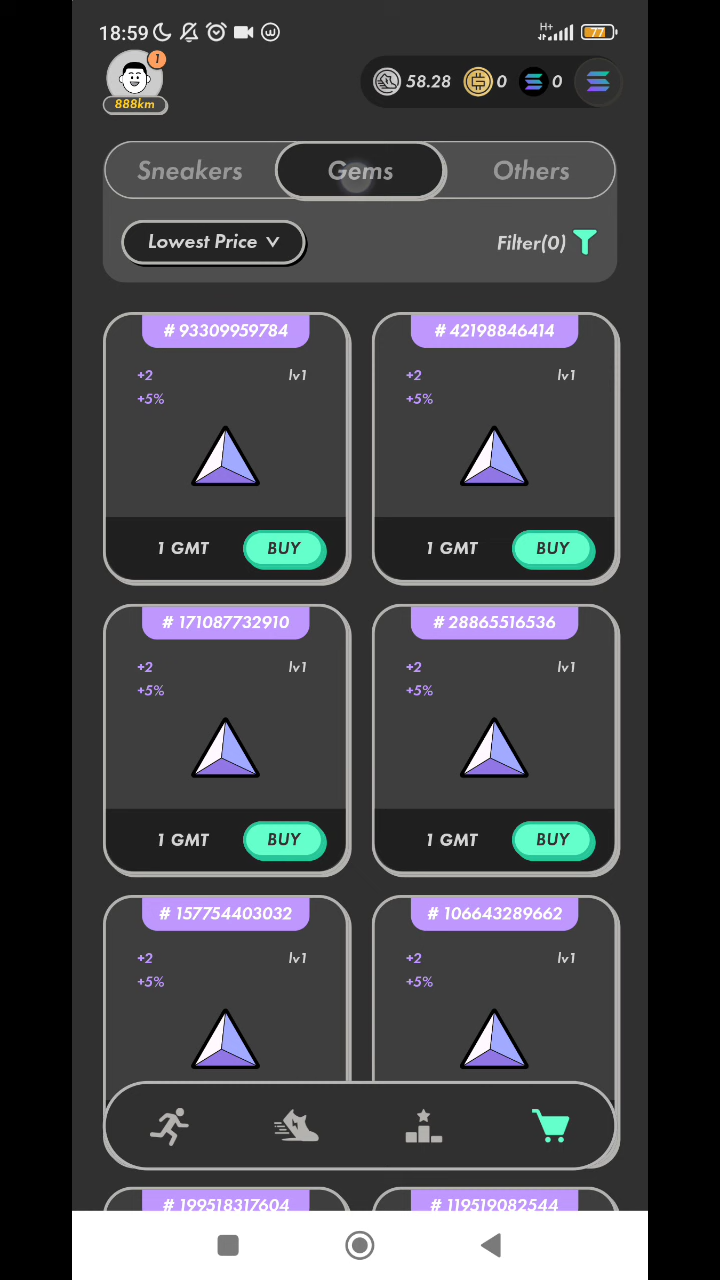 18:59 H+ 77
1
888km
58.28 0 0
Sneakers Gems Others
Lowest Price Filter(0)
# 93309959784 # 42198846414
+2 lv1 +2 lv1
+5% +5%
1 GMT BUY 1 GMT BUY
# 171087732910 # 28865516536
+2 lv1 +2 lv1
+5% +5%
1 GMT BUY 1 GMT BUY
# 157754403032 # 106643289662
+2 lv1 +2 lv1
+5% +5%
# 199518317604 # 119519082544